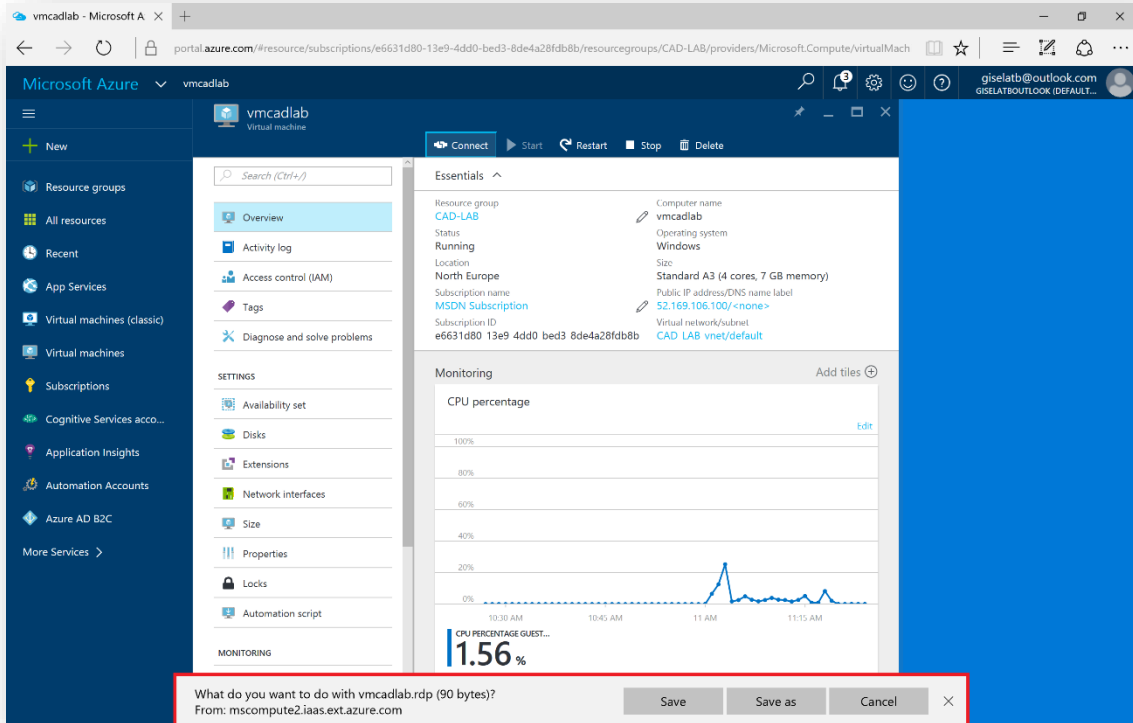 vmcadlab - Microsoft A:
portal.azure.com/#resource/subscriptions/e6631d80-13e9-4dd0-bed3-8de4a28fdb8b/resourcegroups/CAD-LAB/providers/Microsoft.Compute/virtualMach
Microsoft Azure
vmcadlab
3
giselatb@outlook.com
GISELATBOUTLOOK (DEFAULT...
New
Resource groups
All resources
Recent
App Services
Virtual machines (classic)
Virtual machines
Subscriptions
Cognitive Services acco...
Application Insights
Automation Accounts
Azure AD B2C
More Services
vmcadlab
Virtual machine
Search (Ctrl+/)
Overview
Activity log
Access control (IAM)
Tags
Diagnose and solve problems
SETTINGS
Availability set
Disks
Extensions
Network interfaces
Size
Properties
Locks
Automation script
MONITORING
Connect Start Restart Stop Delete
Essentials
Resource group
CAD-LAB
Status
Running
Location
North Europe
Subscription name
MSDN Subscription
Subscription ID
e6631d80 13e9 4dd0 bed3 8de4a28fdb8b
Computer name
vmcadlab
Operating system
Windows
Size
Standard A3 (4 cores, 7 GB memory)
Public IP address/DNS name label
52.169.106.100/<none>
Virtual network/subnet
CAD LAB vnet/default
Monitoring
Add tiles
CPU percentage
Edit
100%
80%
60%
40%
20%
0%
10:30 AM 10:45 AM 11 AM 11:15 AM
CPU PERCENTAGE GUEST...
1.56 %
What do you want to do with vmcadlab.rdp (90 bytes)?
From: mscompute2.iaas.ext.azure.com
Save Save as Cancel